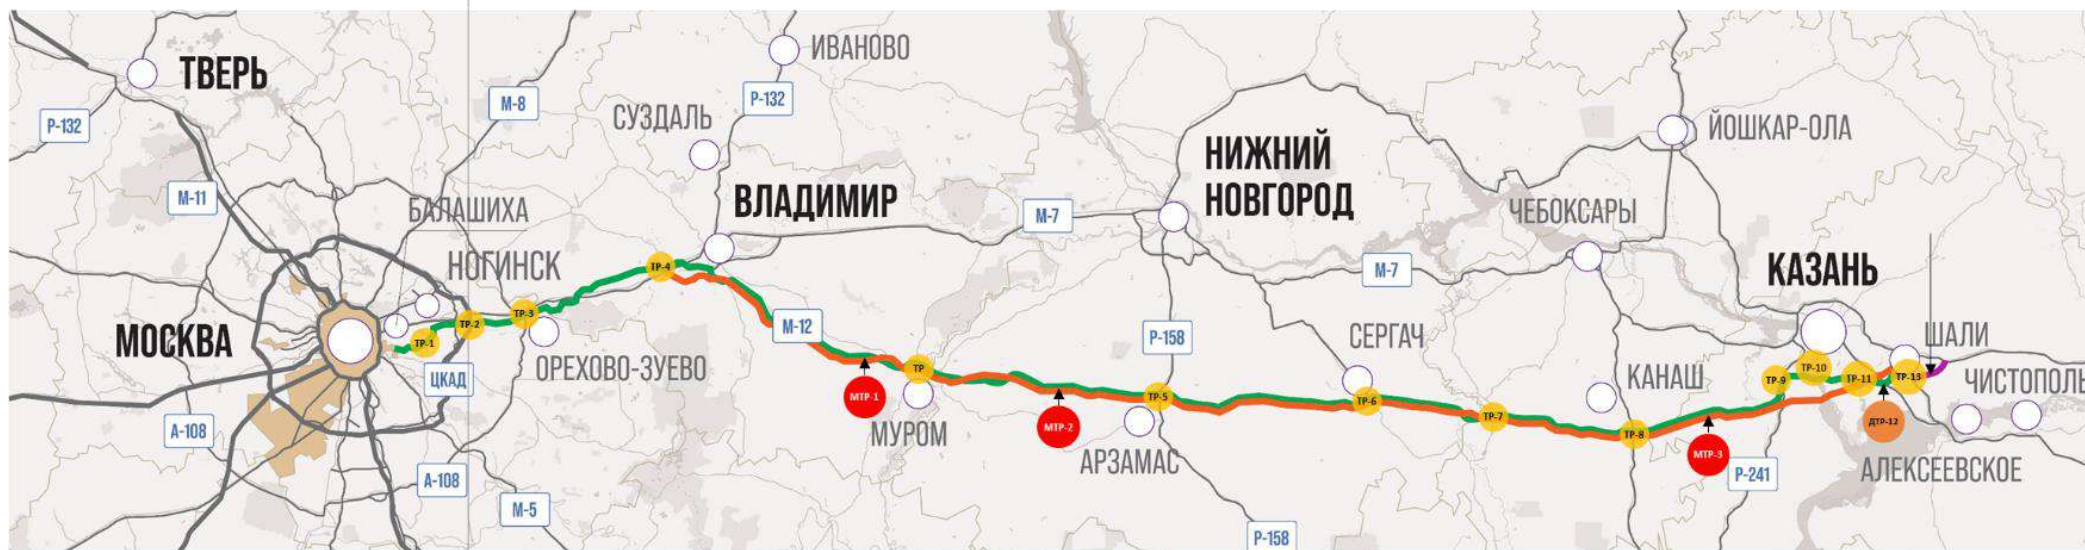 ИВАНОВО
ТВЕРЬ
Р-132
М-8
Р-132
СУЗДАЛЬ
ЙОШКАР-ОЛА
НИЖНИЙ
НОВГОРОД
М-11
БАЛАШИХА
ВЛАДИМИР
М-7
ЧЕБОКСАРЫ
НОГИНСК
ТР-4
М-7
КАЗАНЬ
МОСКВА
ТР-1
ТР-2
ТР-3
М-12
Р-158
СЕРГАЧ
ШАЛИ
ОРЕХОВО-ЗУЕВО
ЦКАД
ТР
ТР-9
ТР-10
ТР-11
ТР-13
КАНАШ
ЧИСТОПОЛЬ
МТР-1
МТР-2
ТР-5
ТР-6
ТР-7
ТР-8
МТР-3
ДТР-12
А-108
МУРОМ
АРЗАМАС
Р-241
АЛЕКСЕЕВСКОЕ
А-108
М-5
Р-158